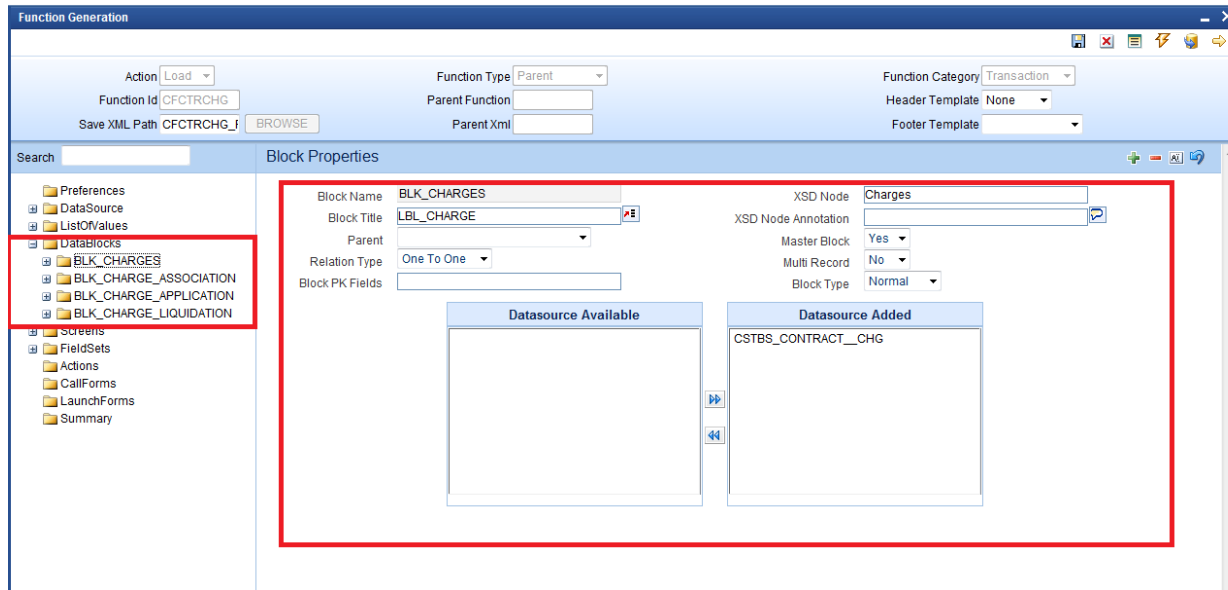 Function Generation
Action Load Function Type Parent Function Category Transaction
Function Id CFCTRCHG Parent Function Header Template None
Save XML Path CFCTRCHG_ BROWSE Parent Xml Footer Template
Search Block Properties
Preferences
DataSource
ListOfValues
DataBlocks
BLK_CHARGES
BLK_CHARGE_ASSOCIATION
BLK_CHARGE_APPLICATION
BLK_CHARGE_LIQUIDATION
Screens
FieldSets
Actions
CallForms
LaunchForms
Summary
Block Name BLK_CHARGES XSD Node Charges
Block Title LBL_CHARGE XSD Node Annotation
Parent Master Block Yes
Relation Type One To One Multi Record No
Block PK Fields Block Type Normal
Datasource Available Datasource Added
CSTBS_CONTRACT__CHG